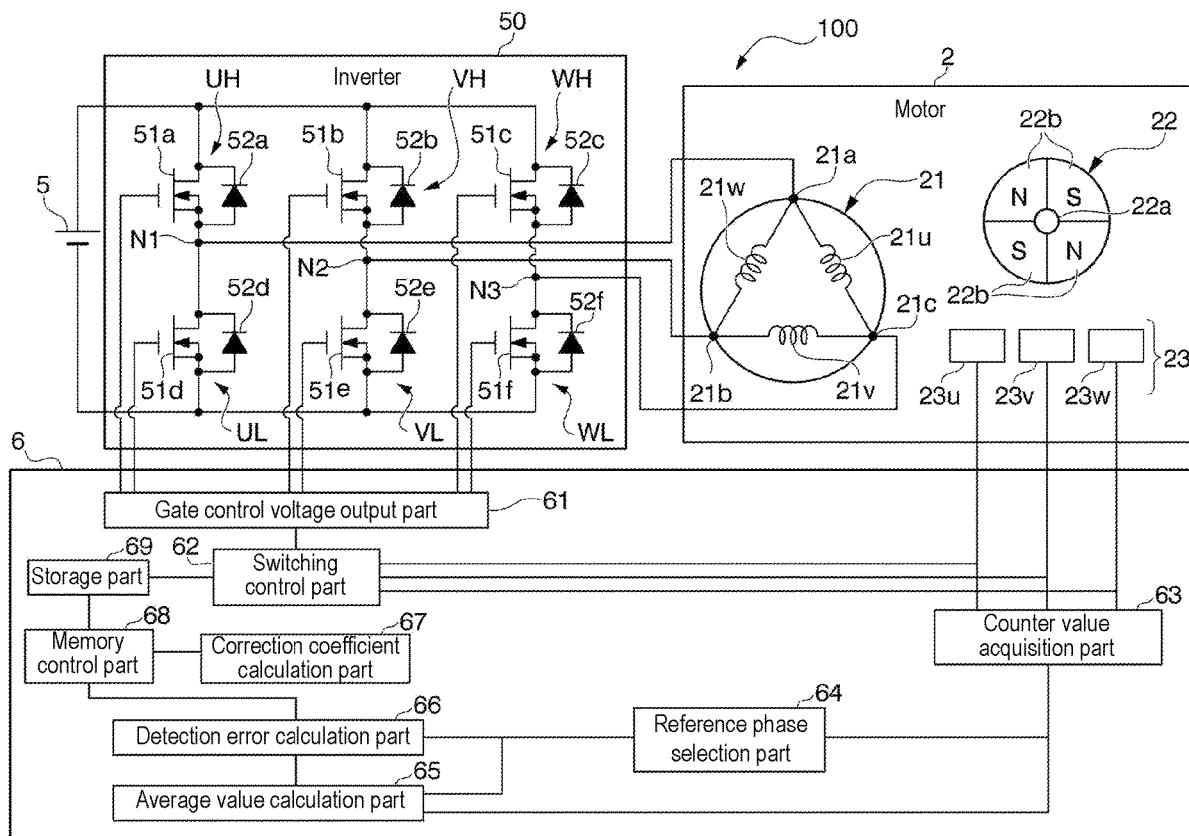 50
100
2
UH
Inverter
VH
WH
Motor
51a
52a
51b
52b
51c
52c
22b
22
5
21a
21
N
S
21w
21u
22a
N1
S
N
N2
N3
22b
52d
52e
52f
21c
23
51d
51e
51f
21b
21v
23u
23v
23w
UL
VL
WL
6
61
Gate control voltage output part
69
62
Storage part
Switching
control part
63
68
67
Counter value
acquisition part
Memory
control part
Correction coefficient
calculation part
64
66
Reference phase
selection part
Detection error calculation part
65
Average value calculation part